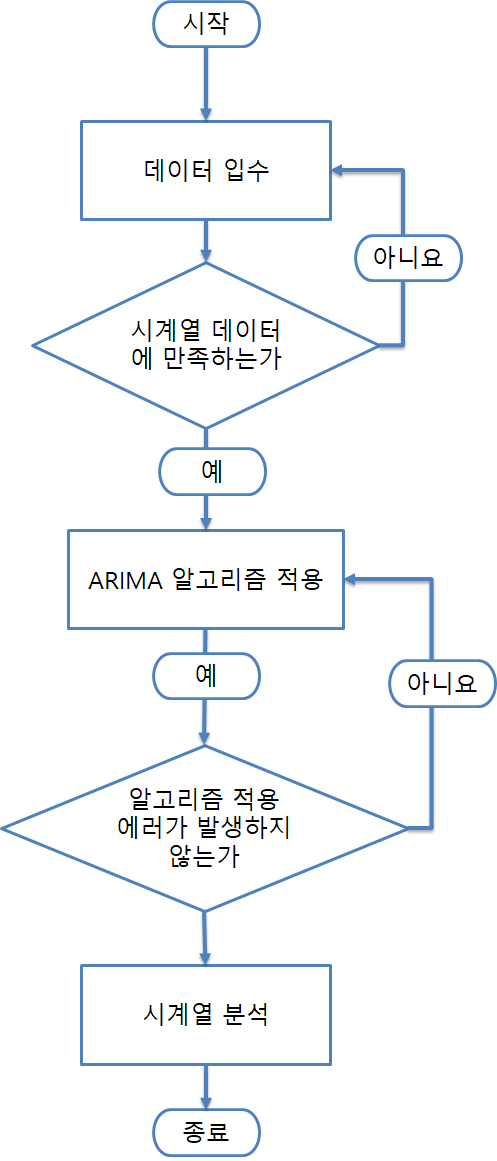 시작
데이터 입수
아니요
시계열 데이터
에 만족하는가
예
ARIMA 알고리즘 적용
예
아니요
알고리즘 적용
에러가 발생하지
않는가
시계열 분석
종료